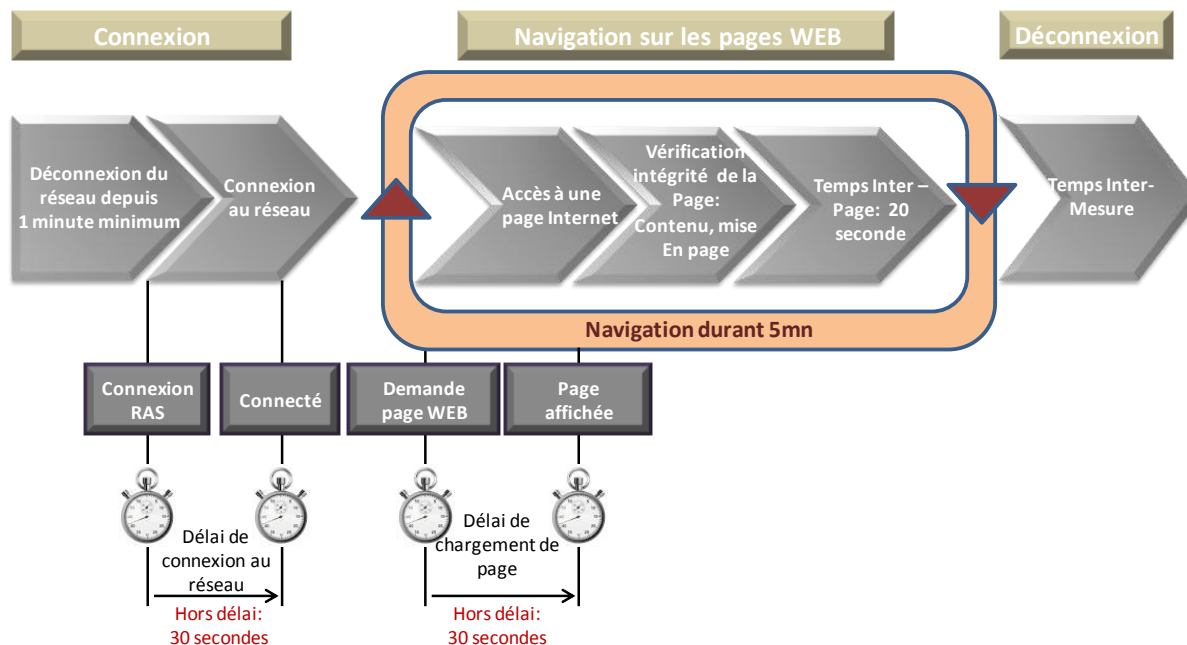 Connexion
Navigation sur les pages WEB
Déconnexion
Déconnexion du
réseau depuis
1 minute minimum
Connexion
au réseau
Accès à une
page Internet
Vérification
intégrité de la
Page:
Contenu, mise
En page
Temps Inter –
Page: 20
seconde
Temps Inter-
Mesure
Navigation durant 5mn
Connexion
RAS
Connecté
Demande
page WEB
Page
affichée
Délai de
connexion au
réseau
Hors délai:
30 secondes
Délai de
chargement de
page
Hors délai:
30 secondes